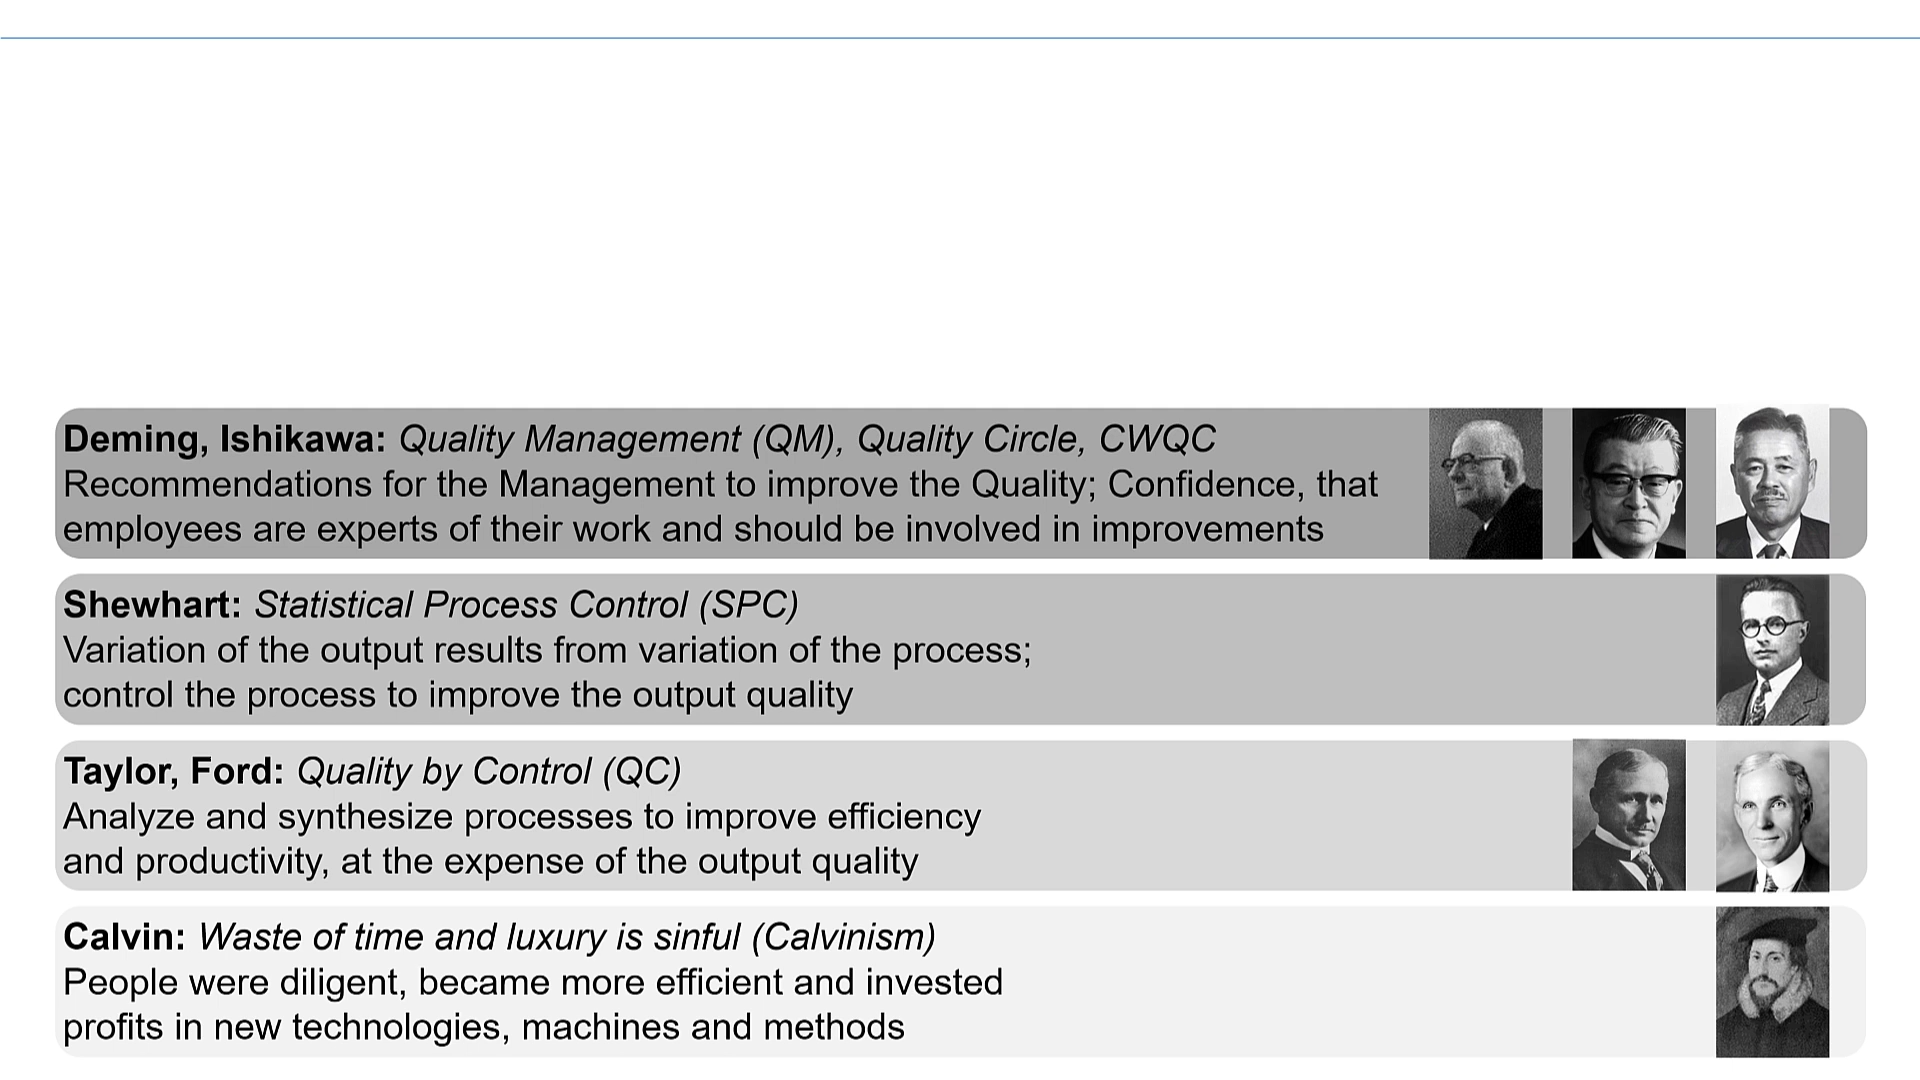 Deming, Ishikawa: Quality Management (QM), Quality Circle, CWQC
Recommendations for the Management to improve the Quality; Confidence, that
employees are experts of their work and should be involved in improvements
Shewhart: Statistical Process Control (SPC)
Variation of the output results from variation of the process;
control the process to improve the output quality
Taylor, Ford: Quality by Control (QC)
Analyze and synthesize processes to improve efficiency
and productivity, at the expense of the output quality
Calvin: Waste of time and luxury is sinful (Calvinism)
People were diligent, became more efficient and invested
profits in new technologies, machines and methods